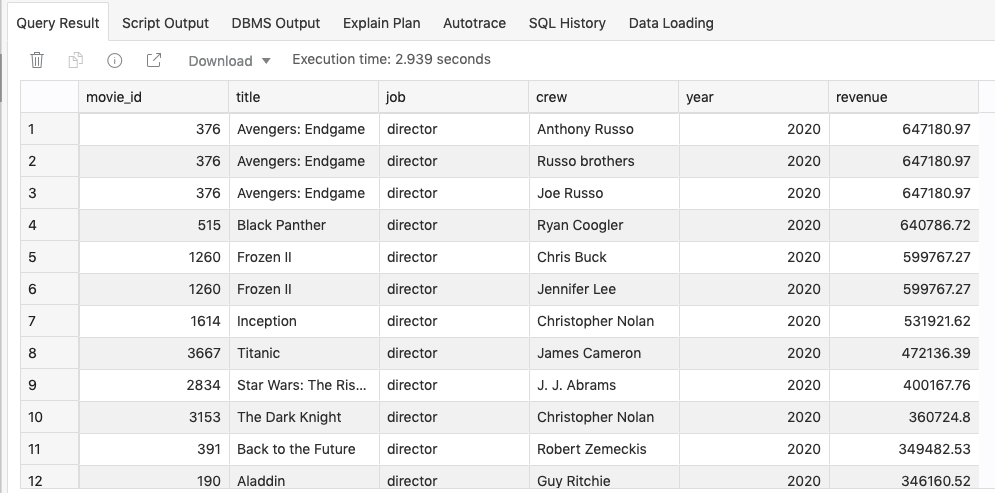 Query Result Script Output DBMS Output Explain Plan Autotrace SQL History Data Loading
Download Execution time: 2.939 seconds
movie_id title job crew year revenue
1 376 Avengers: Endgame director Anthony Russo 2020 647180.97
2 376 Avengers: Endgame director Russo brothers 2020 647180.97
3 376 Avengers: Endgame director Joe Russo 2020 647180.97
4 515 Black Panther director Ryan Coogler 2020 640786.72
5 1260 Frozen II director Chris Buck 2020 599767.27
6 1260 Frozen II director Jennifer Lee 2020 599767.27
7 1614 Inception director Christopher Nolan 2020 531921.62
8 3667 Titanic director James Cameron 2020 472136.39
9 2834 Star Wars: The Ris... director J. J. Abrams 2020 400167.76
10 3153 The Dark Knight director Christopher Nolan 2020 360724.8
11 391 Back to the Future director Robert Zemeckis 2020 349482.53
12 190 Aladdin director Guy Ritchie 2020 346160.52